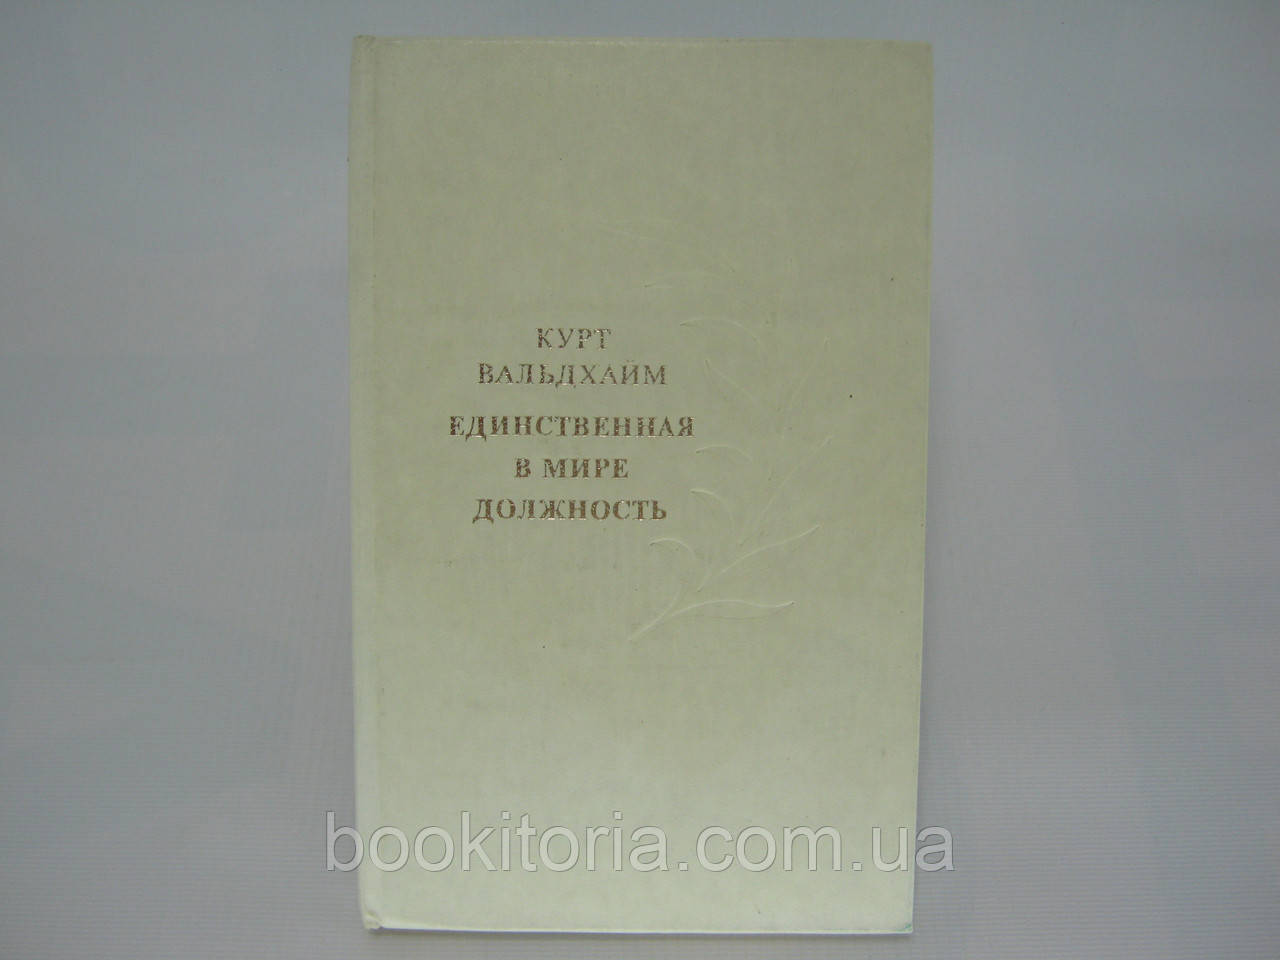 КУРТ
ВАЛЬДХАЙМ
ЕДИНСТВЕННАЯ
В МИРЕ
ДОЛЖНОСТЬ
bookitoria.com.ua